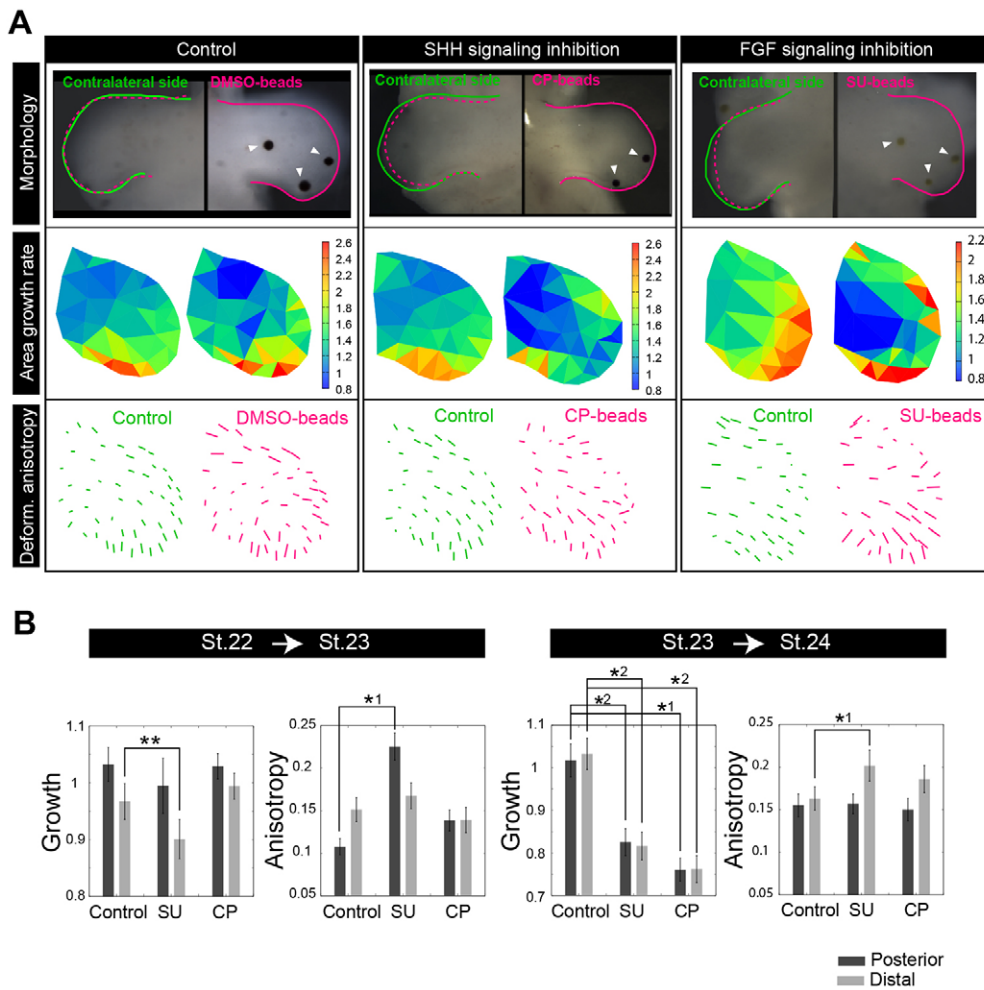 A
Control
SHH signaling inhibition
FGF signaling inhibition
Morphology
Contralateral side
DMSO-beads
Contralateral side
CP-beads
Contralateral side
SU-beads
Area growth rate
2.6
2.4
2.2
2
1.8
1.6
1.4
1.2
1
0.8
2.6
2.4
2.2
2
1.8
1.6
1.4
1.2
1
0.8
2.2
2
1.8
1.6
1.4
1.2
1
0.8
Deform. anisotropy
Control
DMSO-beads
Control
CP-beads
Control
SU-beads
B
St.22 → St.23
St.23 → St.24
Growth
1.1
1
0.9
0.8
**
Control SU CP
Anisotropy
0.25
0.2
0.15
0.1
0.05
*1
Control SU CP
Growth
1.1
1
0.9
0.8
0.7
*2
*2
*2
*1
Control SU CP
Anisotropy
0.25
0.2
0.15
0.1
0.05
*1
Control SU CP
Posterior
Distal